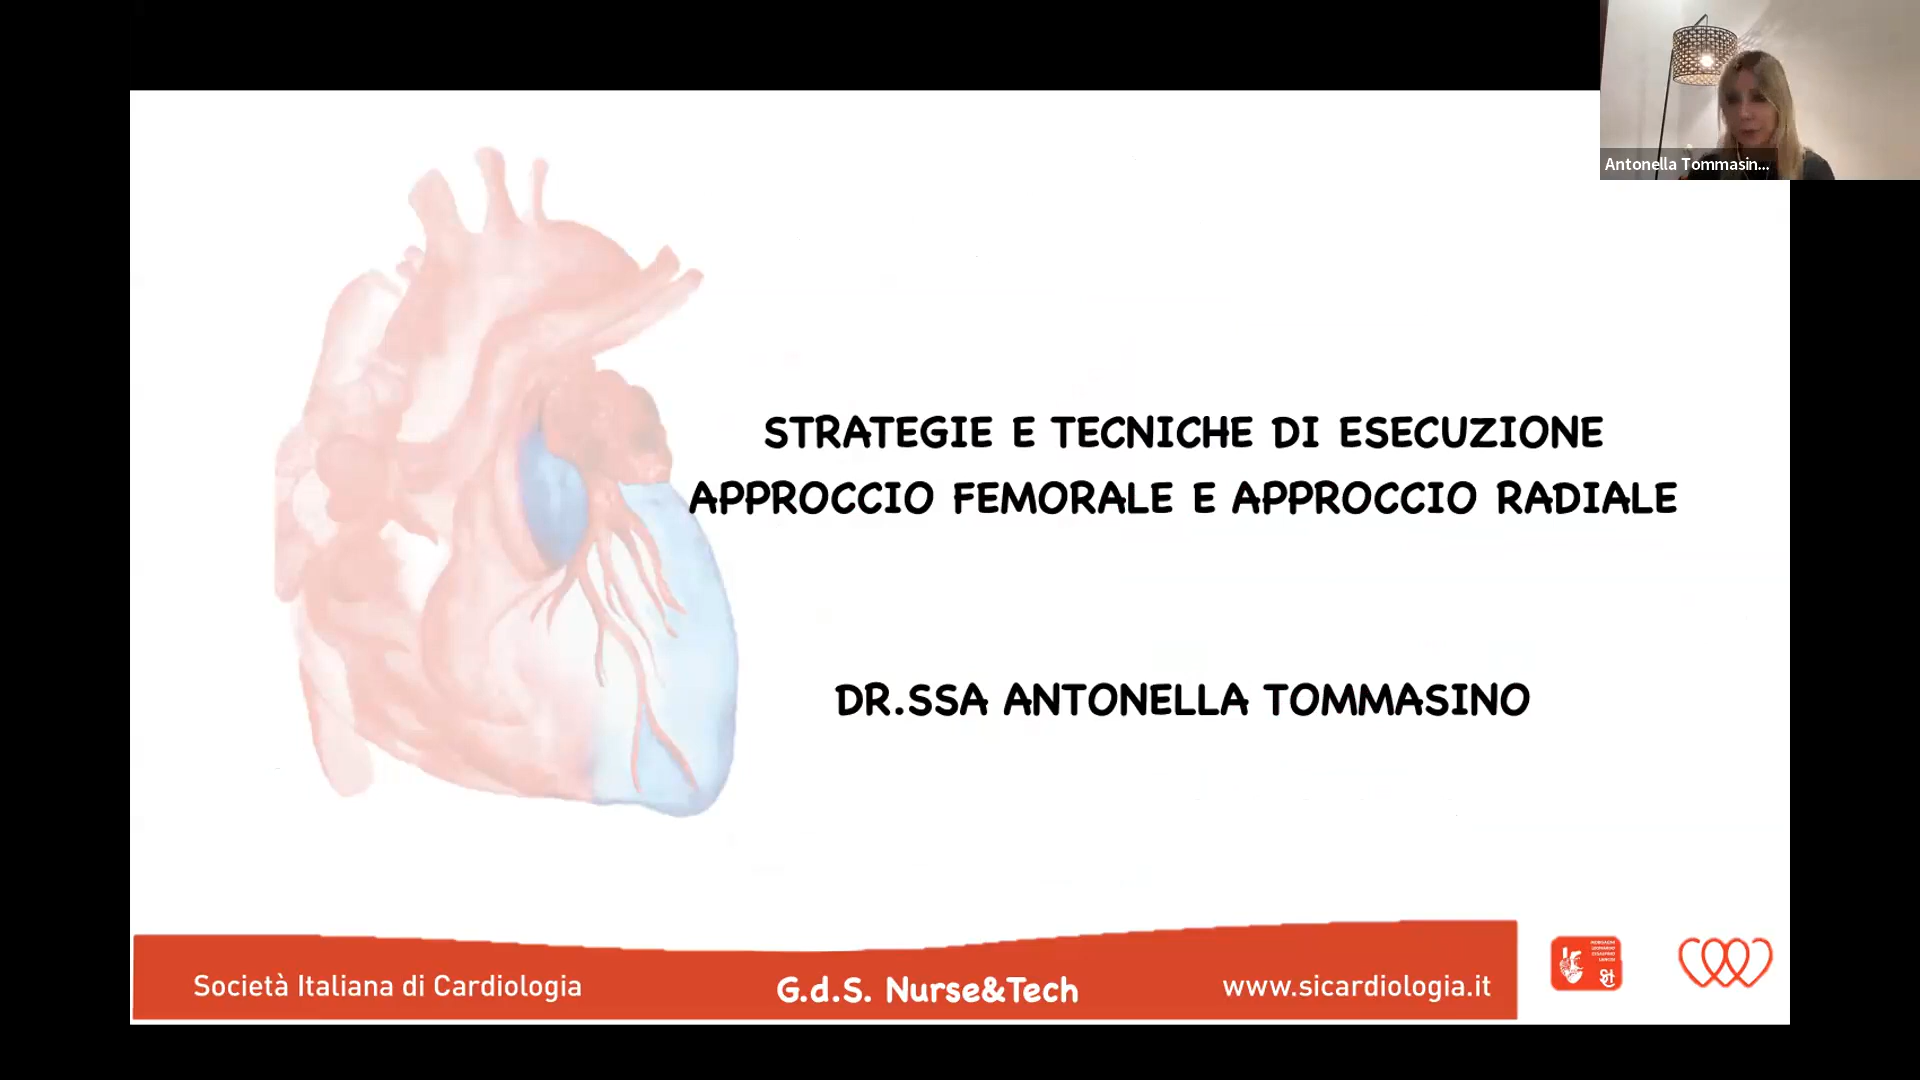 Antonella Tommasin...
STRATEGIE E TECNICHE DI ESECUZIONE
APPROCCIO FEMORALE E APPROCCIO RADIALE
DR.SSA ANTONELLA TOMMASINO
Società Italiana di Cardiologia
G.d.S. Nurse&Tech
www.sicardiologia.it